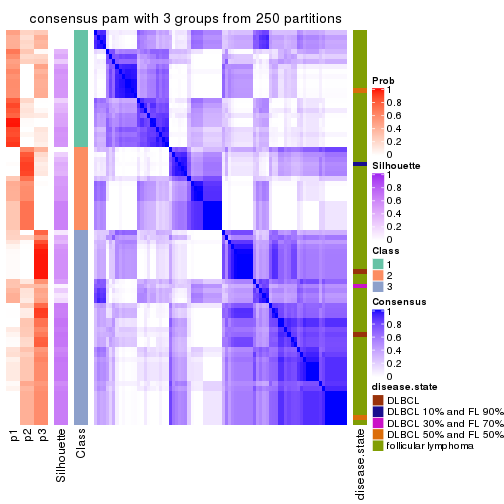 consensus pam with 3 groups from 250 partitions
Prob
1
0.8
0.6
0.4
0.2
0
Silhouette
1
0.8
0.6
0.4
0.2
0
Class
1
2
3
Consensus
1
0.8
0.6
0.4
0.2
0
disease.state
DLBCL
DLBCL 10% and FL 90%
DLBCL 30% and FL 70%
DLBCL 50% and FL 50%
follicular lymphoma
p1
p2
p3
Silhouette
Class
disease.state